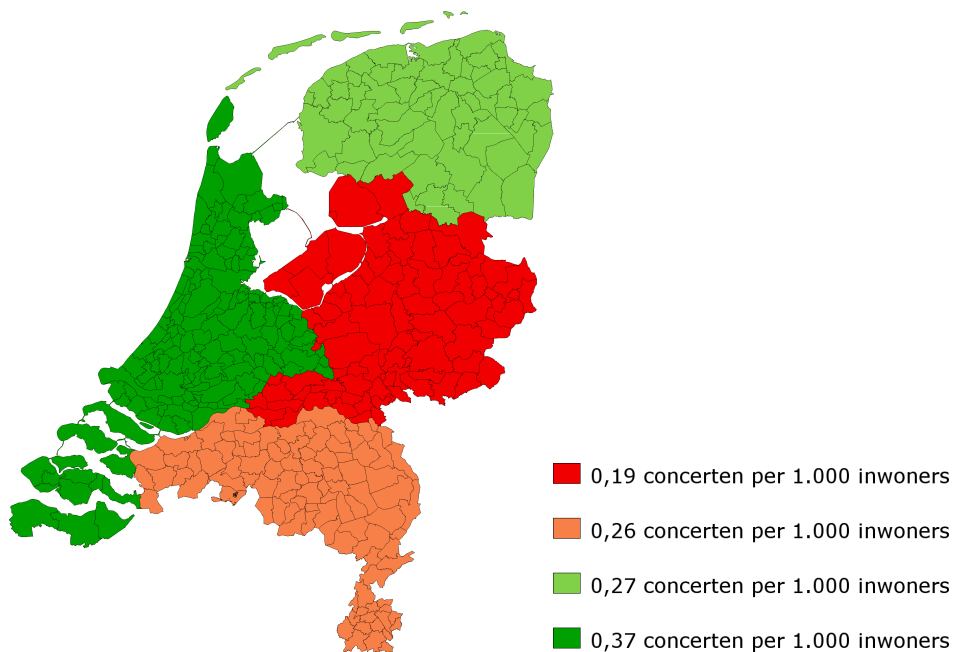 0,19 concerten per 1.000 inwoners
0,26 concerten per 1.000 inwoners
0,27 concerten per 1.000 inwoners
0,37 concerten per 1.000 inwoners